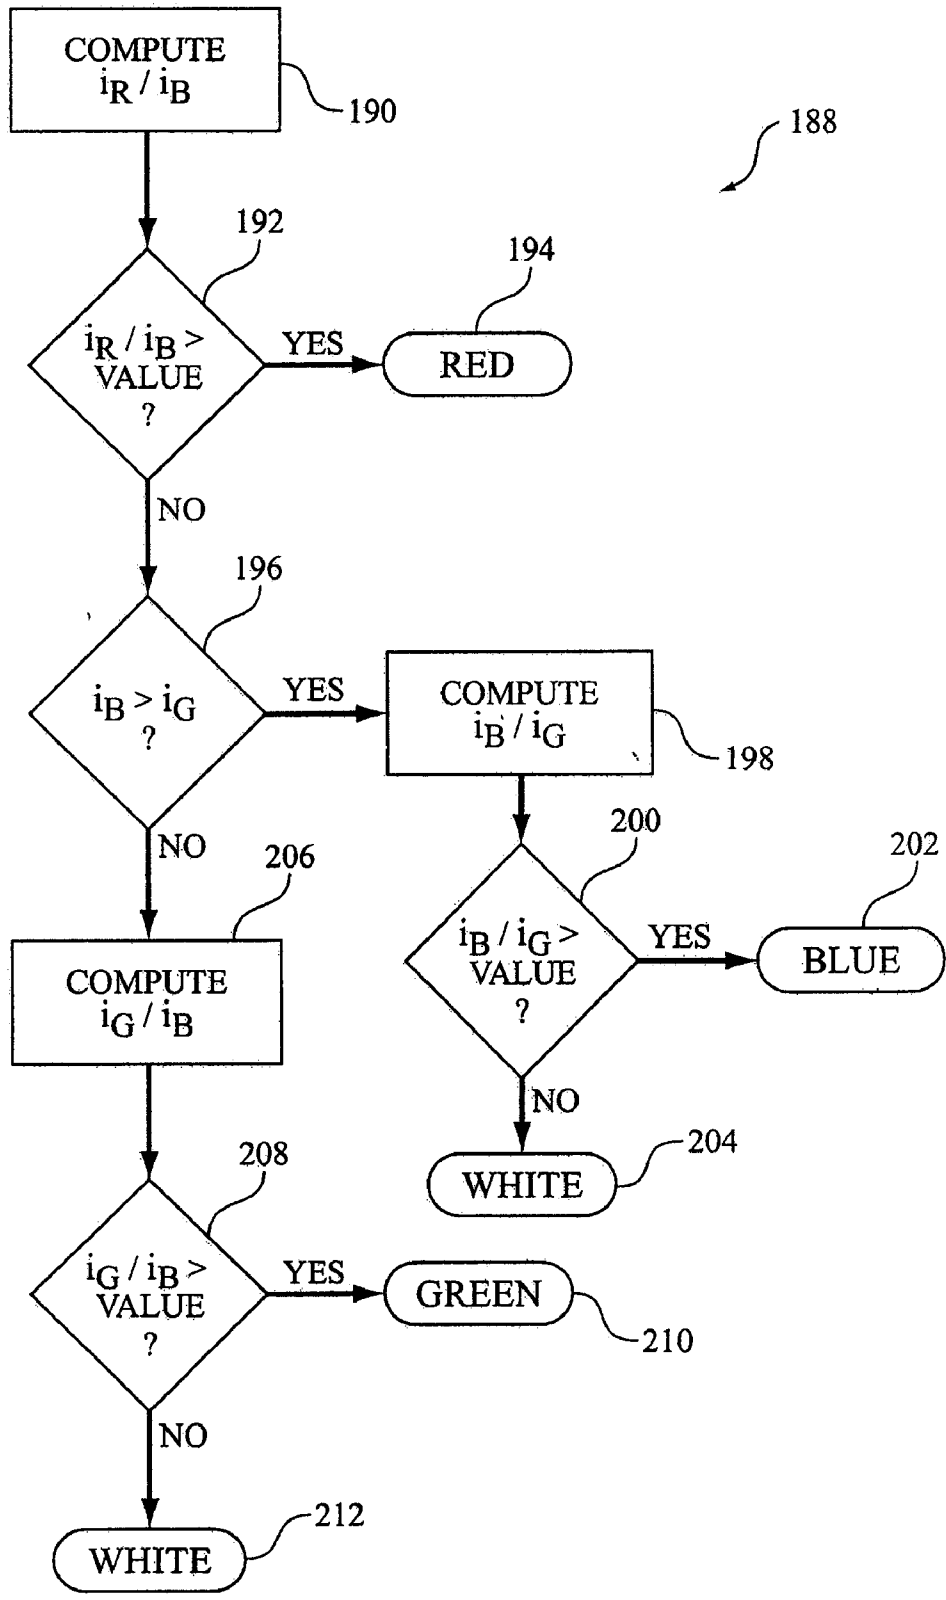 COMPUTE
iR / iB
190
188
192
194
iR / iB >
VALUE
?
YES
RED
NO
196
iB > iG
?
YES
COMPUTE
iB / iG
198
NO
200
202
206
iB / iG >
VALUE
?
YES
BLUE
COMPUTE
iG / iB
NO
204
WHITE
208
iG / iB >
VALUE
?
YES
GREEN
210
NO
212
WHITE